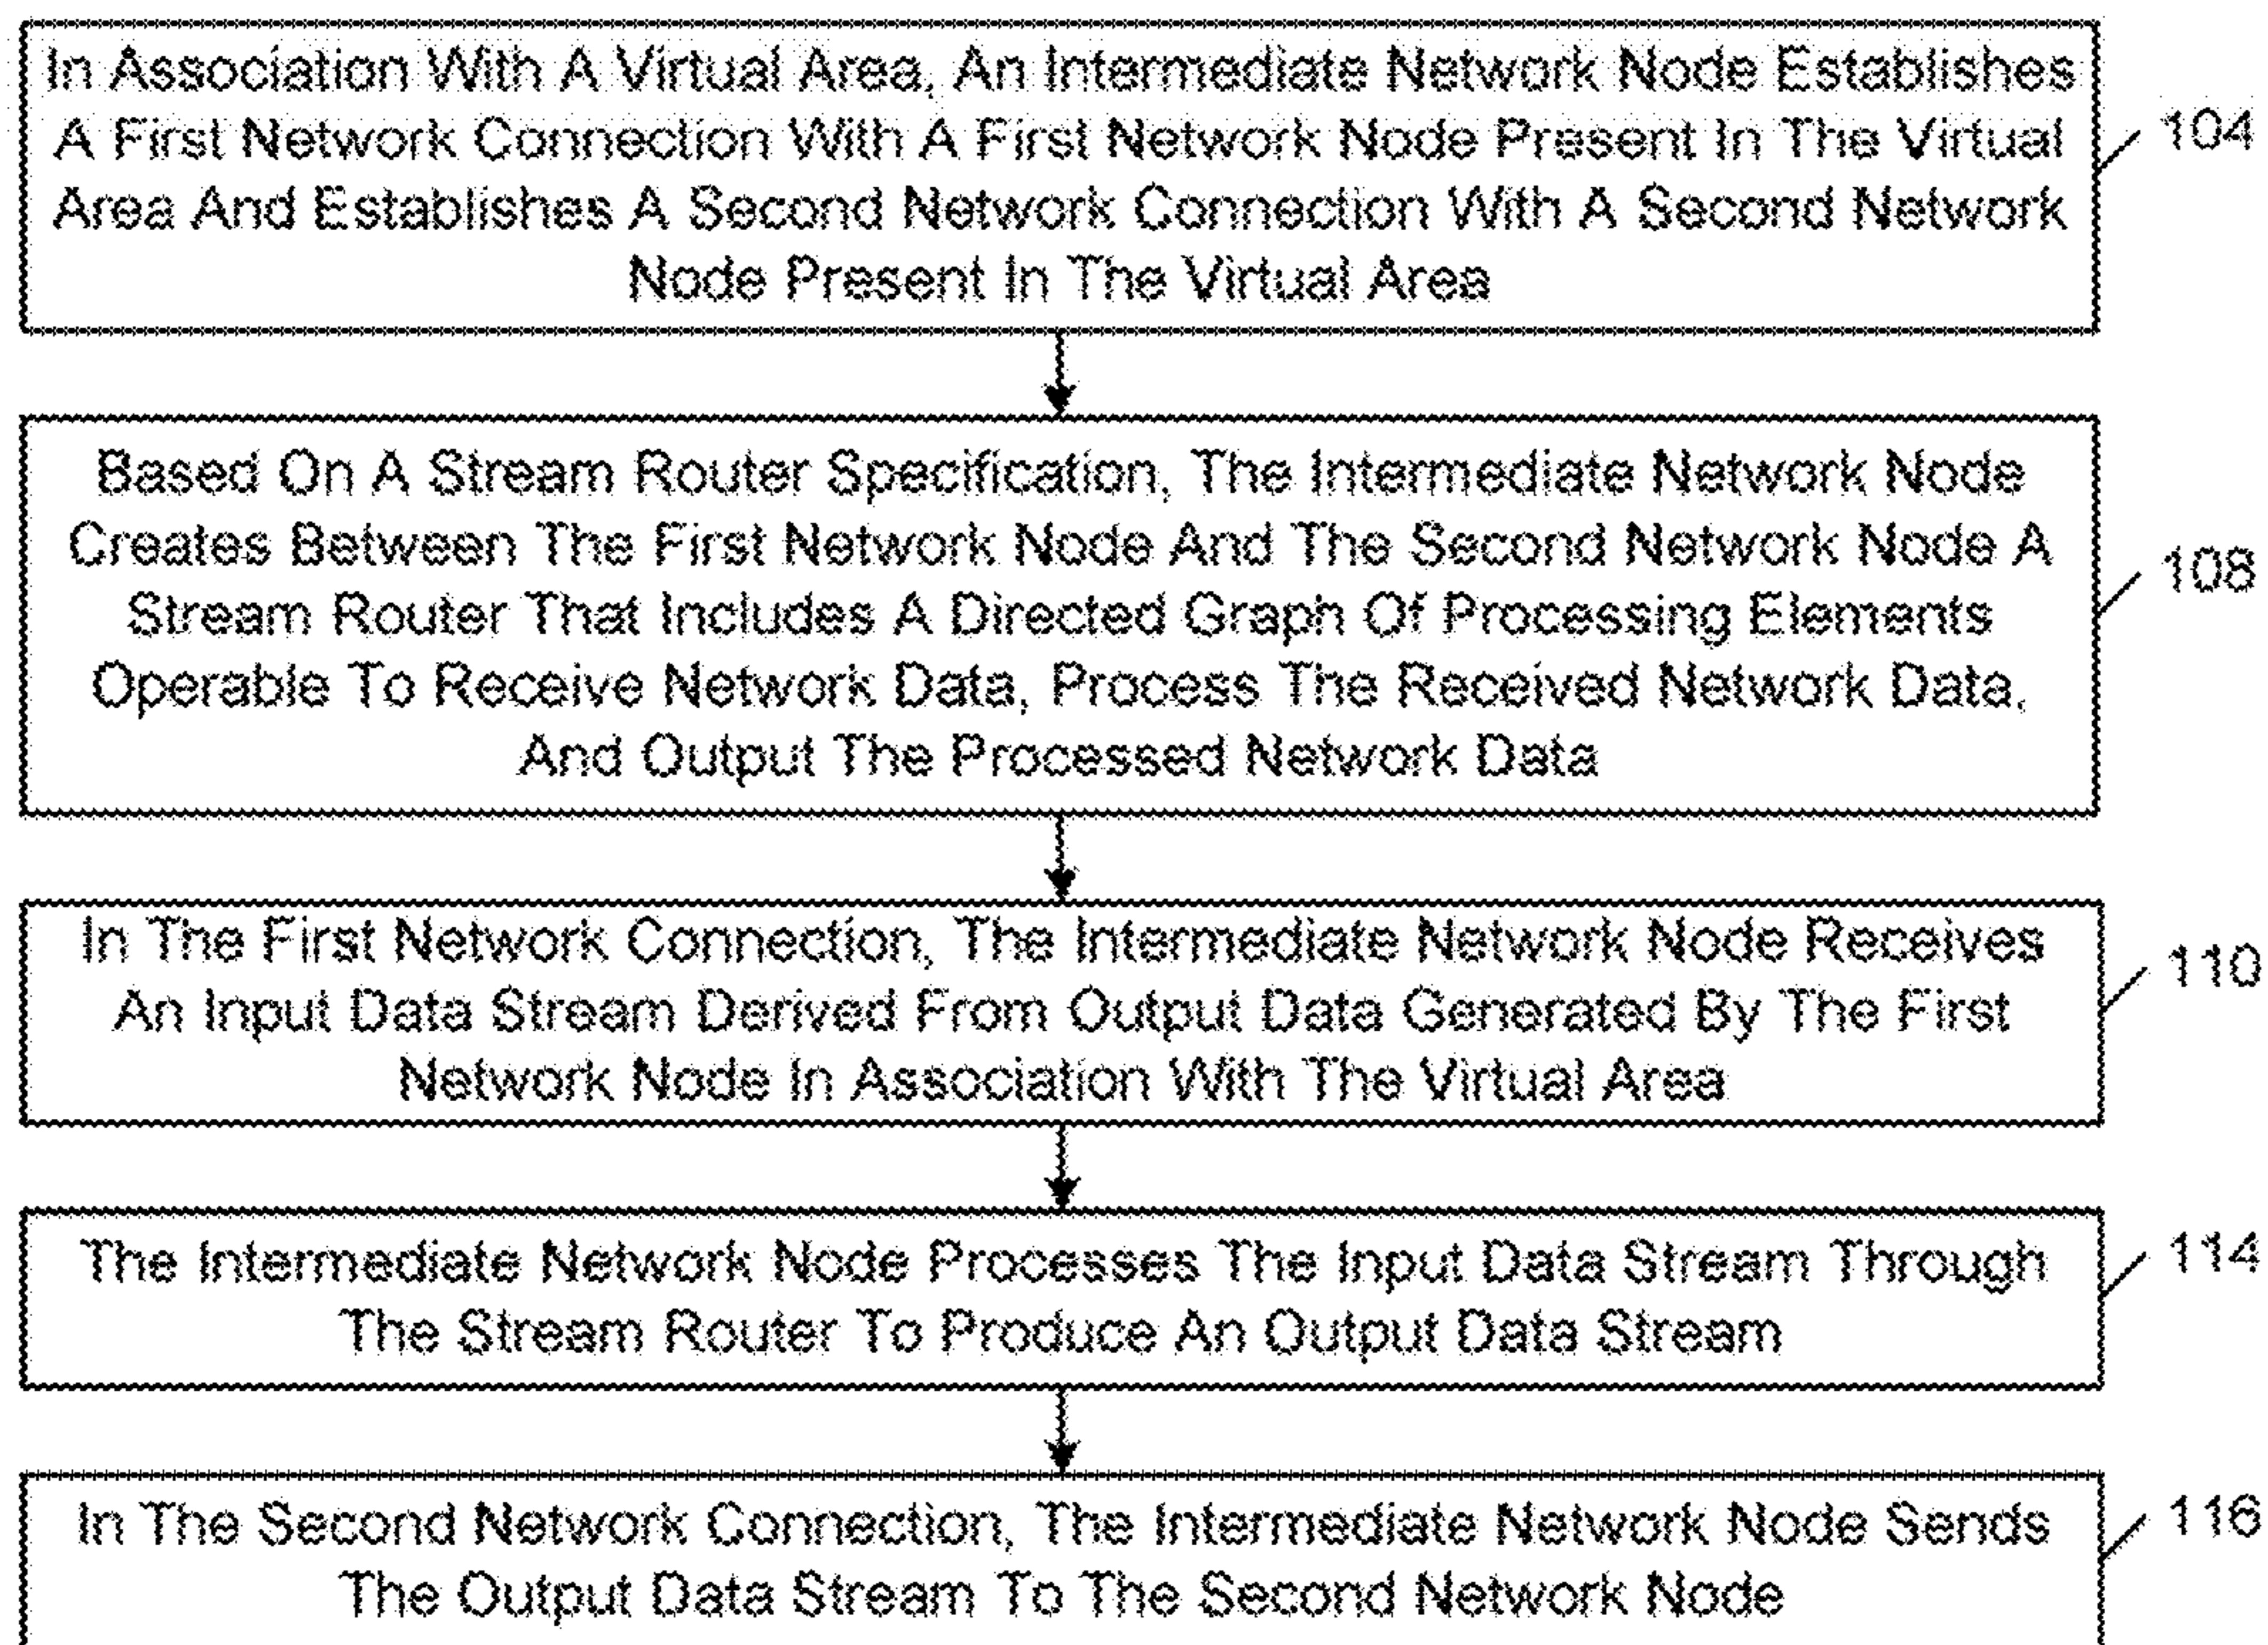 In Association With A Virtual Area, An Intermediate Network Node Establishes
A First Network Connection With A First Network Node Present In The Virtual
Area And Establishes A Second Network Connection With A Second Network
Node Present In The Virtual Area
104
Based On A Stream Router Specification, The Intermediate Network Node
Creates Between The First Network Node And The Second Network Node A
Stream Router That Includes A Directed Graph Of Processing Elements
Operable To Receive Network Data, Process The Received Network Data,
And Output The Processed Network Data
108
In The First Network Connection, The Intermediate Network Node Receives
An Input Data Stream Derived From Output Data Generated By The First
Network Node In Association With The Virtual Area
110
The Intermediate Network Node Processes The Input Data Stream Through
The Stream Router To Produce An Output Data Stream
114
In The Second Network Connection, The Intermediate Network Node Sends
The Output Data Stream To The Second Network Node
116